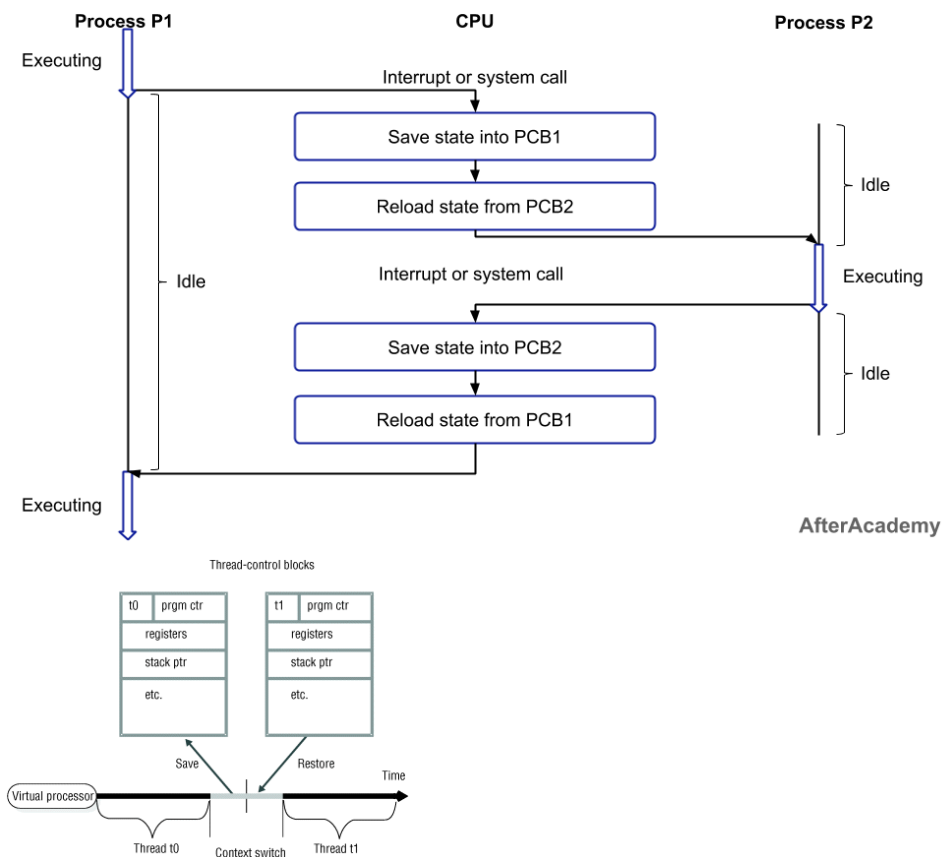 Process P1
CPU
Process P2
Executing
Interrupt or system call
Save state into PCB1
Idle
Reload state from PCB2
Idle
Interrupt or system call
Executing
Save state into PCB2
Idle
Reload state from PCB1
Executing
AfterAcademy
Thread-control blocks
t0 prgm ctr
registers
stack ptr
etc.
t1 prgm ctr
registers
stack ptr
etc.
Save
Restore
Time
Virtual processor
Thread t0
Context switch
Thread t1